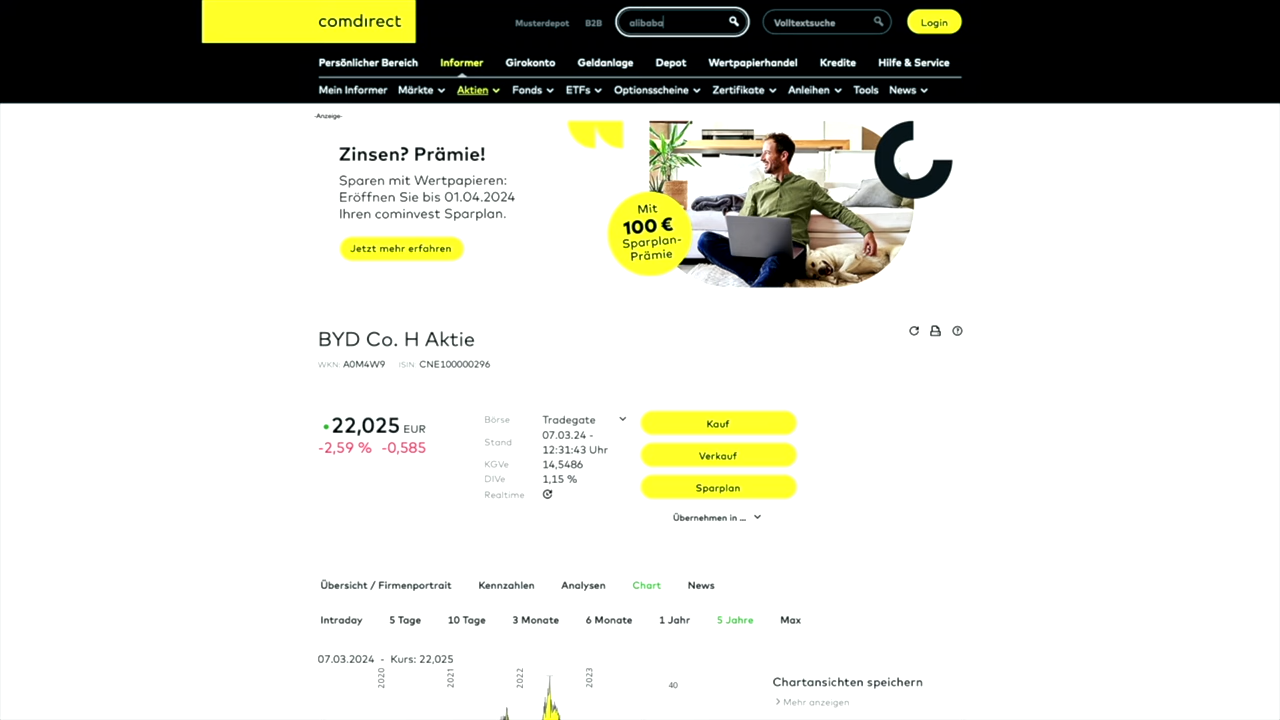 comdirect
Musterdepot B2B alibaba Volltextsuche Login
Persönlicher Bereich Informer Girokonto Geldanlage Depot Wertpapierhandel Kredite Hilfe & Service
Mein Informer Märkte Aktien Fonds ETFs Optionsscheine Zertifikate Anleihen Tools News
-Anzeige-
Zinsen? Prämie!
Sparen mit Wertpapieren:
Eröffnen Sie bis 01.04.2024
Ihren cominvest Sparplan.
Jetzt mehr erfahren
Mit
100 €
Sparplan-
Prämie
BYD Co. H Aktie
WKN: A0M4W9 ISIN: CNE100000296
22,025 EUR
-2,59 % -0,585
Börse Tradegate
Stand 07.03.24 -
12:31:43 Uhr
KGVe 14,5486
DIVe 1,15 %
Realtime
Kauf
Verkauf
Sparplan
Übernehmen in ...
Übersicht / Firmenportrait Kennzahlen Analysen Chart News
Intraday 5 Tage 10 Tage 3 Monate 6 Monate 1 Jahr 5 Jahre Max
07.03.2024 - Kurs: 22,025
2020 2021 2022 2023 40
Chartansichten speichern
Mehr anzeigen